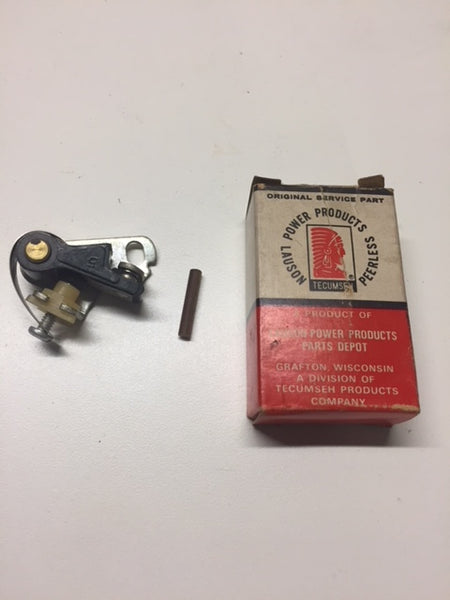 ORIGINAL SERVICE PART
LAUSON POWER PRODUCTS PEERLESS
TECUMSEH
PRODUCT OF
POWER PRODUCTS
PARTS DEPOT
GRAFTON, WISCONSIN
A DIVISION OF
TECUMSEH PRODUCTS
COMPANY